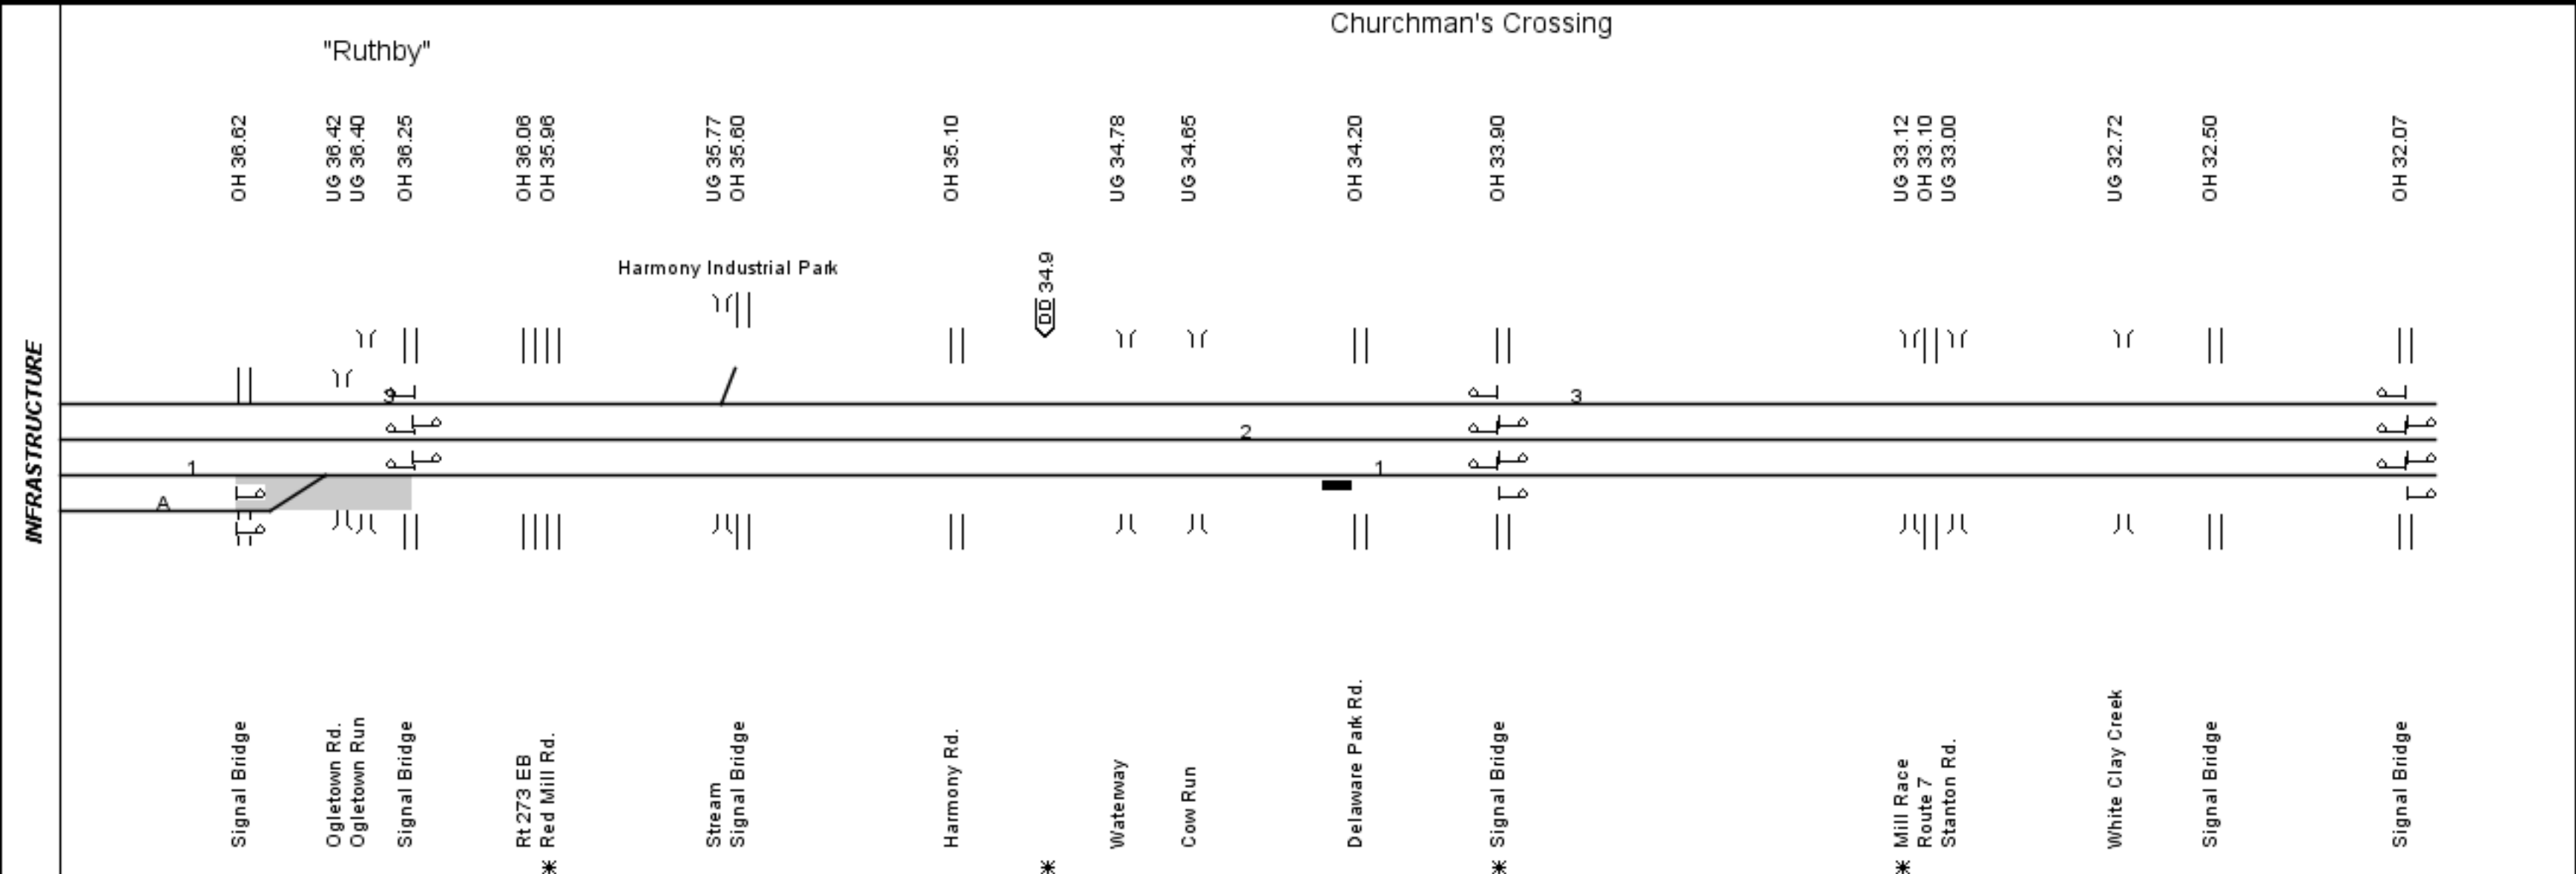 Churchman's Crossing
"Ruthby"
OH 36.62
UG 36.42
UG 36.40
OH 36.25
OH 36.06
OH 35.96
UG 35.77
OH 35.60
OH 35.10
UG 34.78
UG 34.65
OH 34.20
OH 33.90
UG 33.12
OH 33.10
UG 33.00
UG 32.72
OH 32.50
OH 32.07
Harmony Industrial Park
DD 34.9
INFRASTRUCTURE
3
3
2
1
1
A
Signal Bridge
Ogletown Rd.
Ogletown Run
Signal Bridge
Rt 273 EB
* Red Mill Rd.
Stream
Signal Bridge
Harmony Rd.
*
Waterway
Cow Run
Delaware Park Rd.
* Signal Bridge
* Mill Race
Route 7
Stanton Rd.
White Clay Creek
Signal Bridge
Signal Bridge